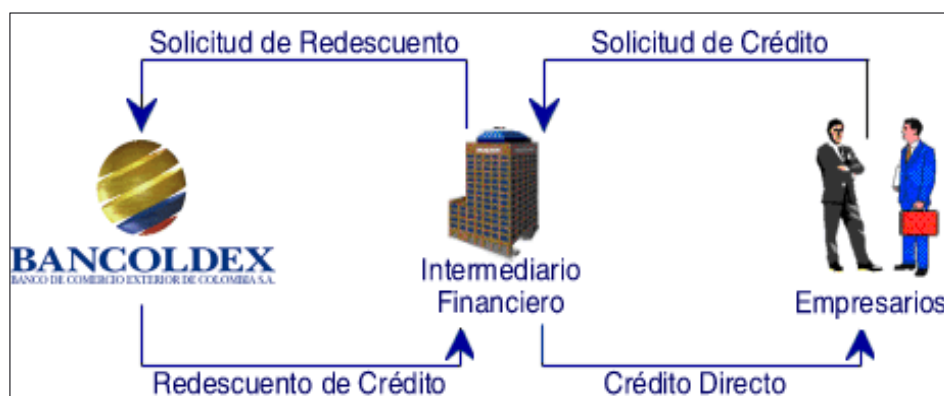 Solicitud de Redescuento
Solicitud de Crédito
BANCOLDEX
BANCO DE COMERCIO EXTERIOR DE COLOMBIA S.A.
Intermediario
Financiero
Empresarios
Redescuento de Crédito
Crédito Directo